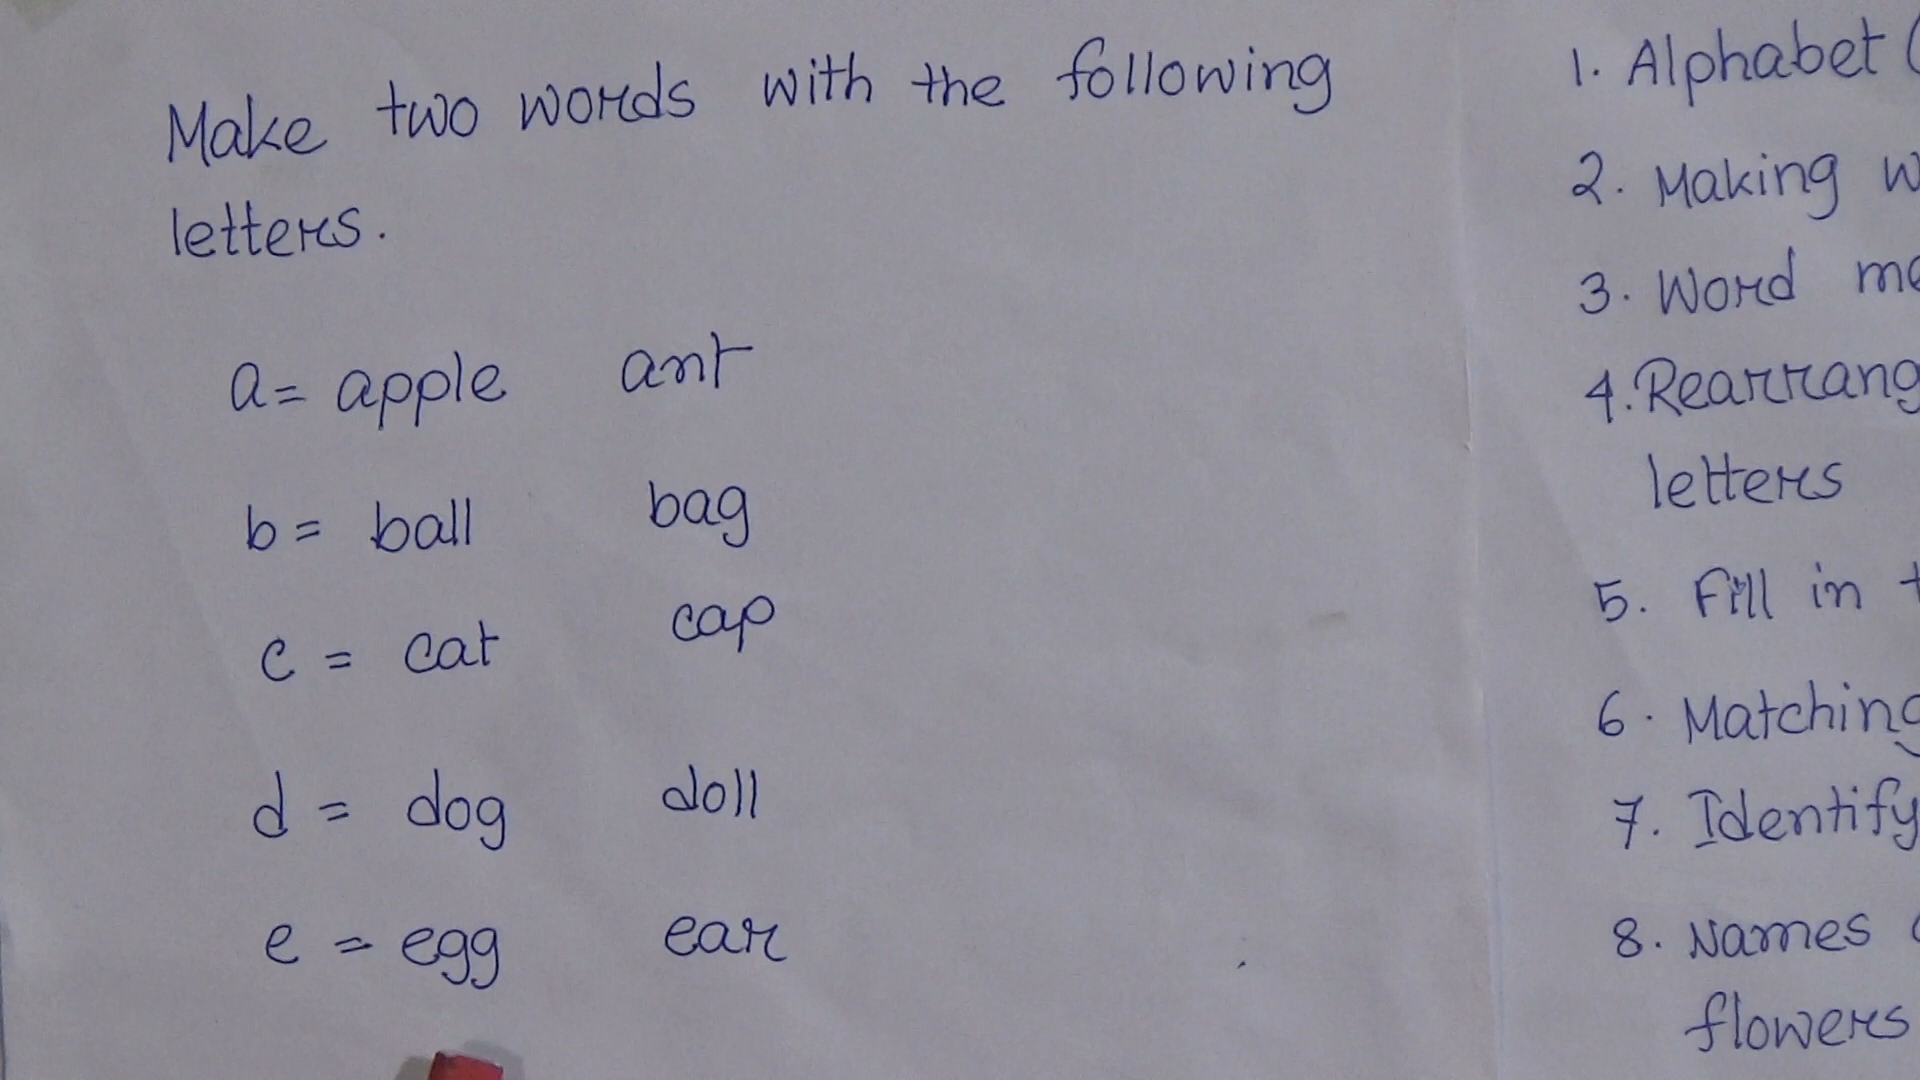 Make two words with the following
letters.
a= apple ant
b= ball bag
c = cat cap
d = dog doll
e = egg ear
1. Alphabet (
2. Making w
3. Word me
4. Rearrang
letters
5. Fill in t
6. Matching
7. Identify
8. Names
flowers